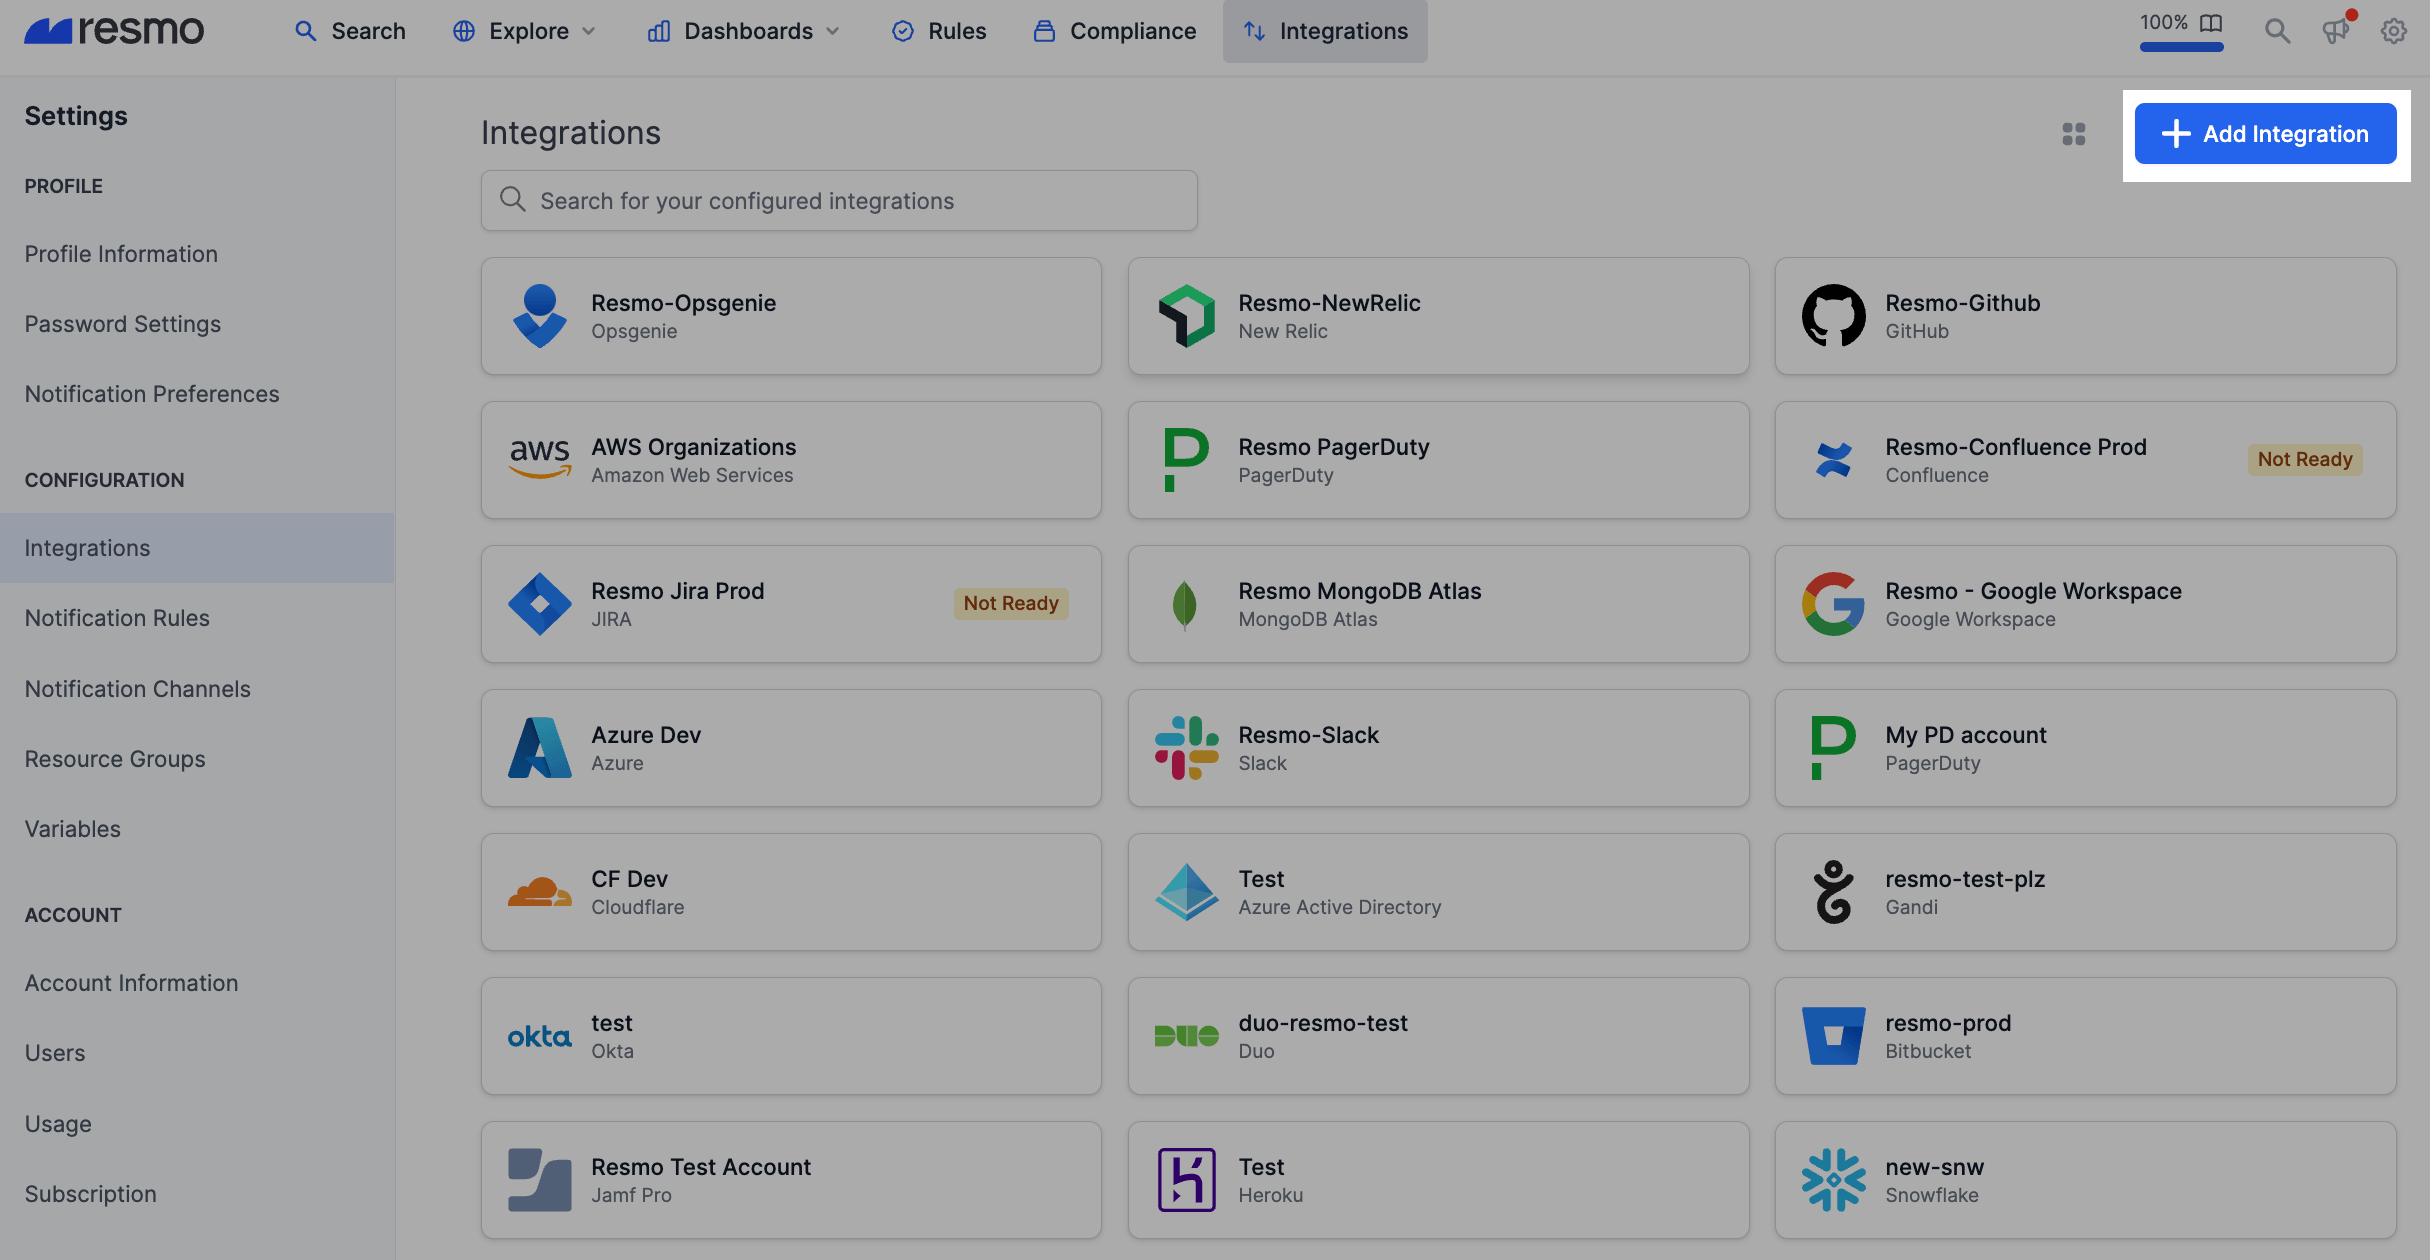 resmo
Search
Explore
Dashboards
Rules
Compliance
Integrations
100%
Settings
PROFILE
Profile Information
Password Settings
Notification Preferences
CONFIGURATION
Integrations
Notification Rules
Notification Channels
Resource Groups
Variables
ACCOUNT
Account Information
Users
Usage
Subscription
Integrations
Add Integration
Search for your configured integrations
Resmo-Opsgenie
Opsgenie
Resmo-NewRelic
New Relic
Resmo-Github
GitHub
aws
AWS Organizations
Amazon Web Services
Resmo PagerDuty
PagerDuty
Resmo-Confluence Prod
Confluence
Not Ready
Resmo Jira Prod
JIRA
Not Ready
Resmo MongoDB Atlas
MongoDB Atlas
Resmo - Google Workspace
Google Workspace
Azure Dev
Azure
Resmo-Slack
Slack
My PD account
PagerDuty
CF Dev
Cloudflare
Test
Azure Active Directory
resmo-test-plz
Gandi
okta
test
Okta
DUO
duo-resmo-test
Duo
resmo-prod
Bitbucket
Resmo Test Account
Jamf Pro
Test
Heroku
new-snw
Snowflake